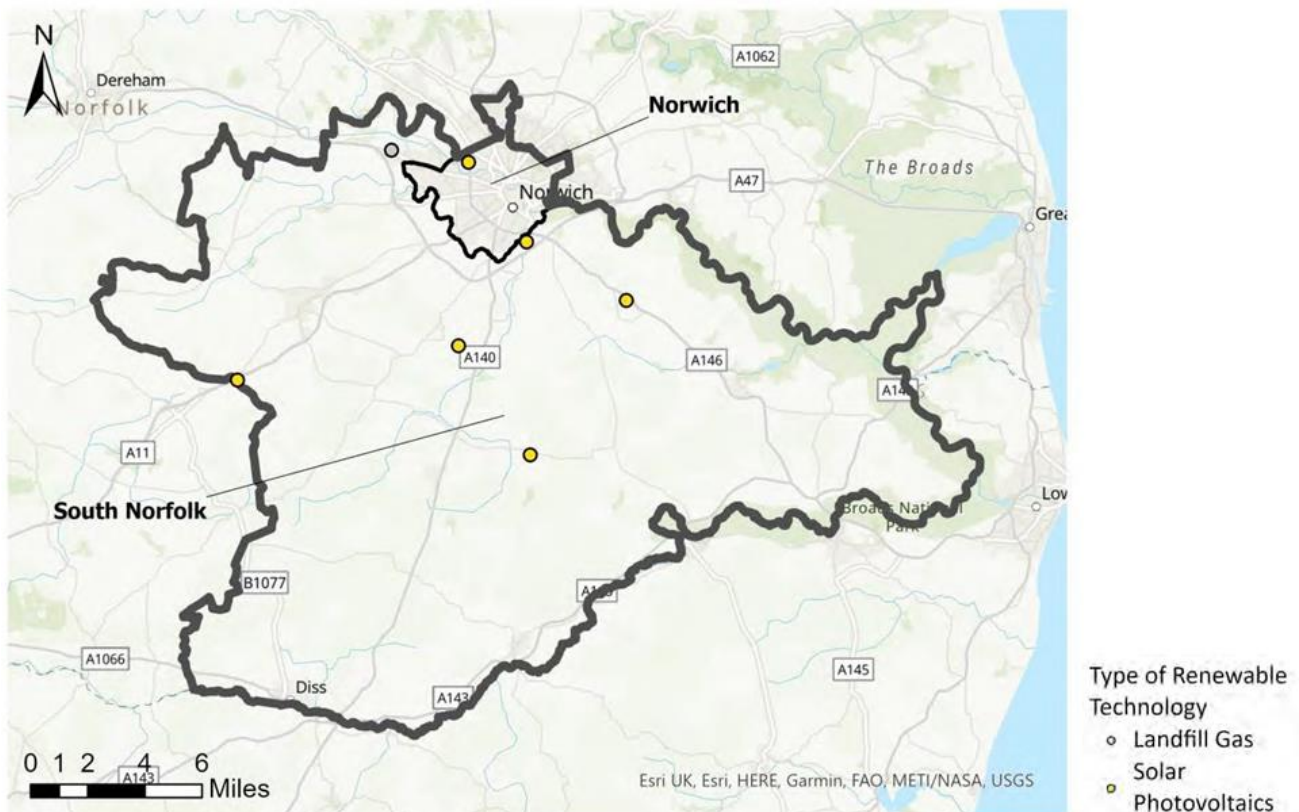 N
Dereham
Norfolk
A1062
Norwich
The Broads
A47
Norwich
Grea
A140
A146
A14
A11
South Norfolk
Broads National
Park
B1077
A1066
A145
Diss
A143
0 1 2 4 6
Miles
A143
Low
Esri UK, Esri, HERE, Garmin, FAO, METI/NASA, USGS
Type of Renewable
Technology
Landfill Gas
Solar
Photovoltaics